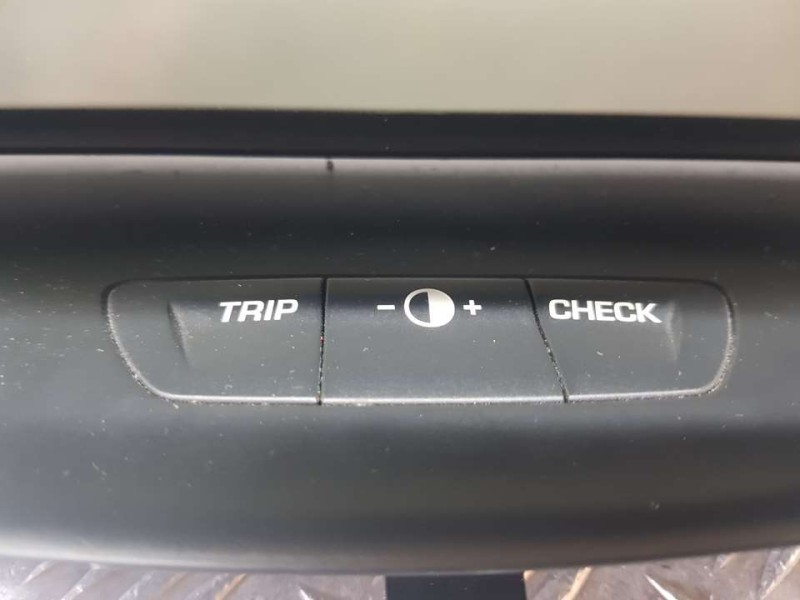 TRIP - + CHECK